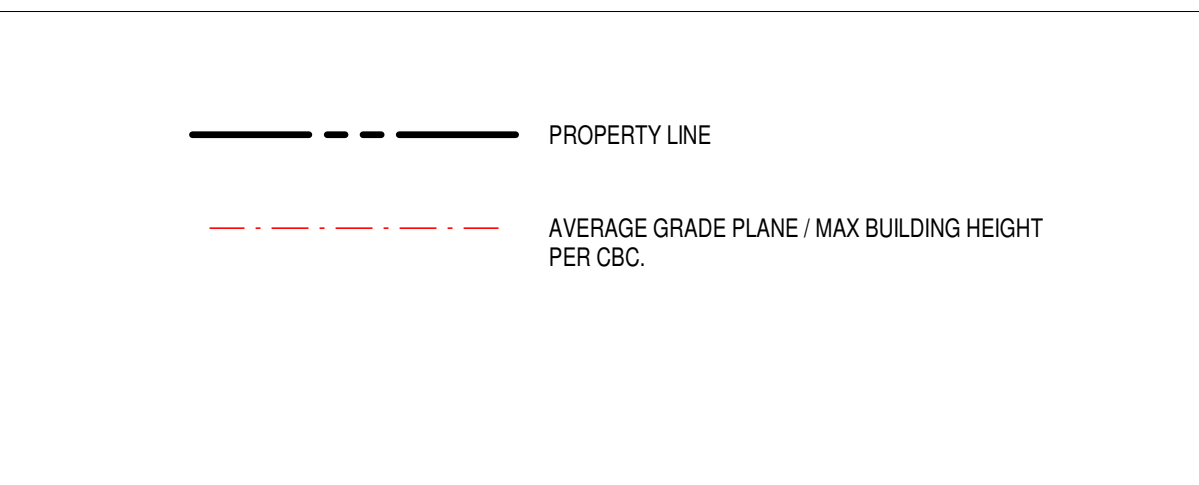 PROPERTY LINE
AVERAGE GRADE PLANE / MAX BUILDING HEIGHT
PER CBC.